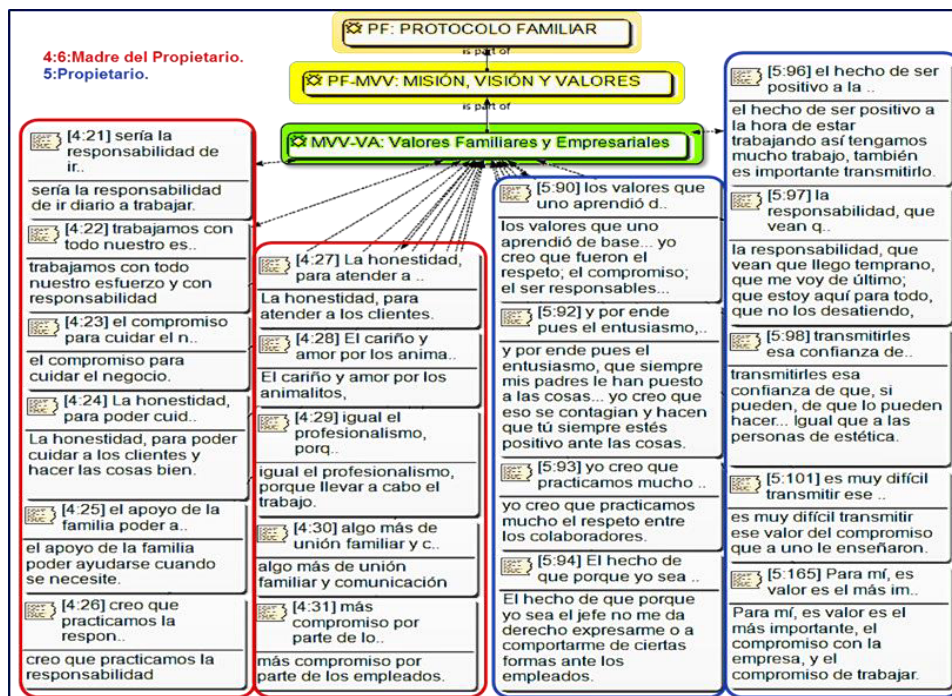 PF: PROTOCOLO FAMILIAR
is part of
4:6:Madre del Propietario.
5:Propietario.
PF-MVV: MISIÓN, VISIÓN Y VALORES
is part of
MVV-VA: Valores Familiares y Empresariales
[4:21] sería la
responsabilidad de
ir..
sería la responsabilidad
de ir diario a trabajar.
[4:22] trabajamos con
todo nuestro es..
trabajamos con todo
nuestro esfuerzo y con
responsabilidad
[4:23] el compromiso
para cuidar el n..
el compromiso para
cuidar el negocio.
[4:24] La honestidad,
para poder cuid..
La honestidad, para poder
cuidar a los clientes y
hacer las cosas bien.
[4:25] el apoyo de la
familia poder a..
el apoyo de la familia
poder ayudarse cuando
se necesite.
[4:26] creo que
practicamos la
respon..
creo que practicamos la
responsabilidad
[4:27] La honestidad,
para atender a ..
La honestidad, para
atender a los clientes.
[4:28] El cariño y
amor por los anima..
El cariño y amor por los
animalitos,
[4:29] igual el
profesionalismo,
porq..
igual el profesionalismo,
porque llevar a cabo el
trabajo.
[4:30] algo más de
unión familiar y c..
algo más de unión
familiar y comunicación
[4:31] más
compromiso por
parte de lo..
más compromiso por
parte de los empleados.
[5:90] los valores que
uno aprendió d..
los valores que uno
aprendió de base... yo
creo que fueron el
respeto; el compromiso;
el ser responsables...
[5:92] y por ende
pues el entusiasmo,..
y por ende pues el
entusiasmo, que siempre
mis padres le han puesto
a las cosas... yo creo que
eso se contagian y hacen
que tú siempre estés
positivo ante las cosas.
[5:93] yo creo que
practicamos mucho ..
yo creo que practicamos
mucho el respeto entre
los colaboradores.
[5:94] El hecho de
que porque yo sea ..
El hecho de que porque
yo sea el jefe no me da
derecho expresarme o a
comportarme de ciertas
formas ante los
empleados.
[5:96] el hecho de ser
positivo a la ..
el hecho de ser positivo a
la hora de estar
trabajando así tengamos
mucho trabajo, también
es importante transmitirlo.
[5:97] la
responsabilidad, que
vean q..
la responsabilidad, que
vean que llego temprano,
que me voy de último;
que estoy aquí para todo,
que no los desatiendo,
[5:98] transmitirles
esa confianza de..
transmitirles esa
confianza de que, si
pueden, de que lo pueden
hacer... Igual que a las
personas de estética.
[5:101] es muy difícil
transmitir ese ..
es muy difícil transmitir
ese valor del compromiso
que a uno le enseñaron.
[5:165] Para mí, es
valor es el más im..
Para mí, es valor es el
más importante, el
compromiso con la
empresa, y el
compromiso de trabajar.